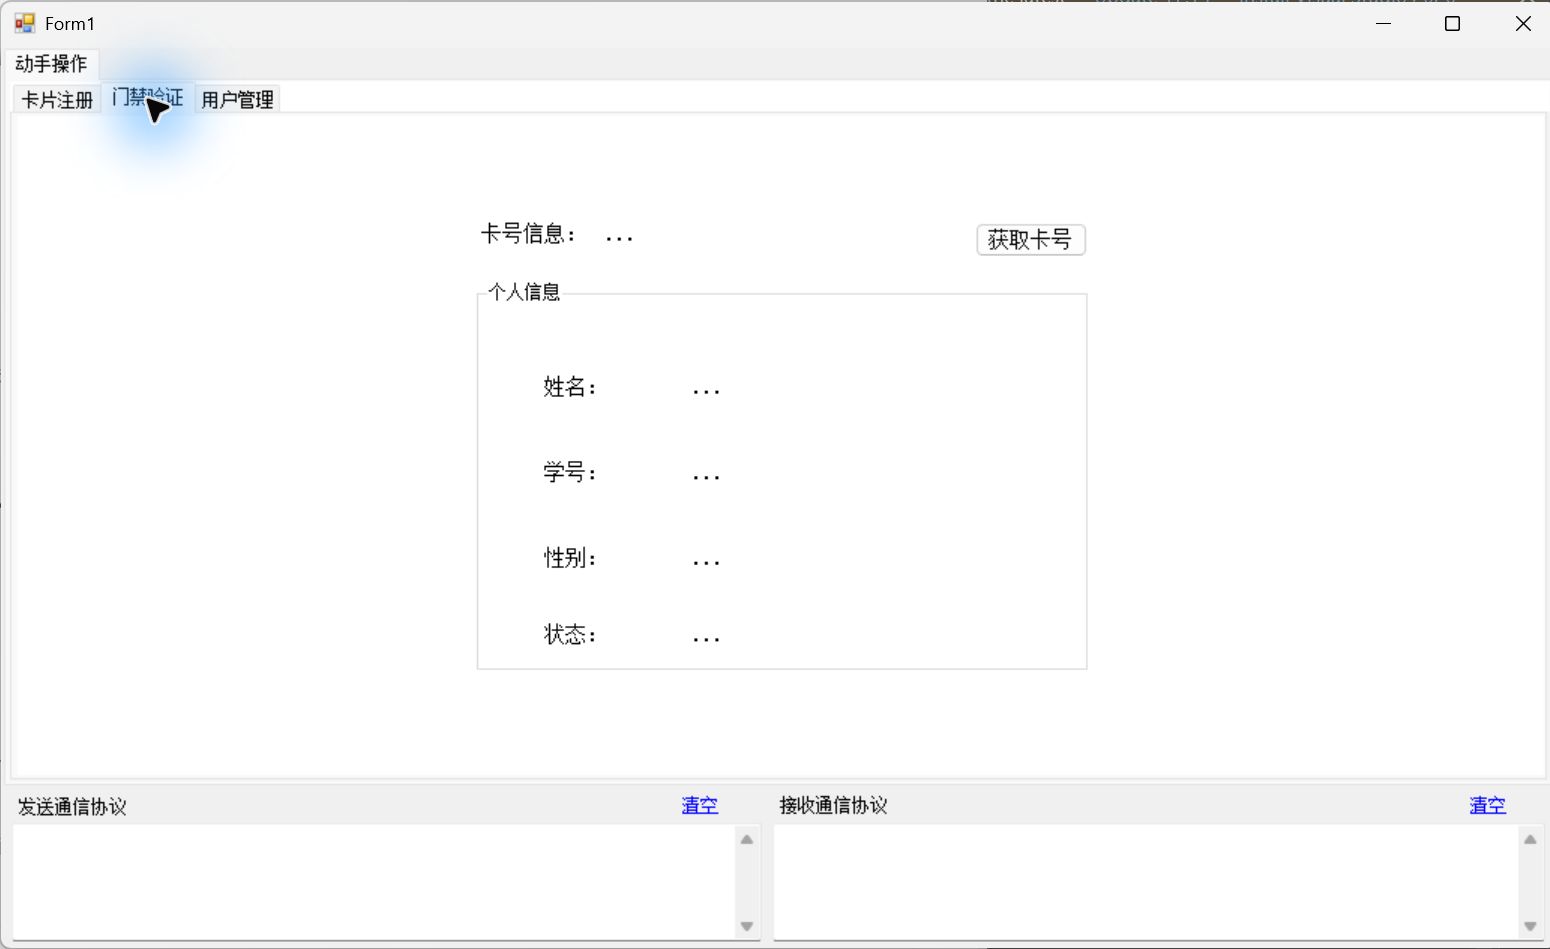 Form1
动手操作
卡片注册 门禁验证 用户管理
卡号信息： ... 获取卡号
个人信息
姓名： ...
学号： ...
性别： ...
状态： ...
发送通信协议 清空 接收通信协议 清空